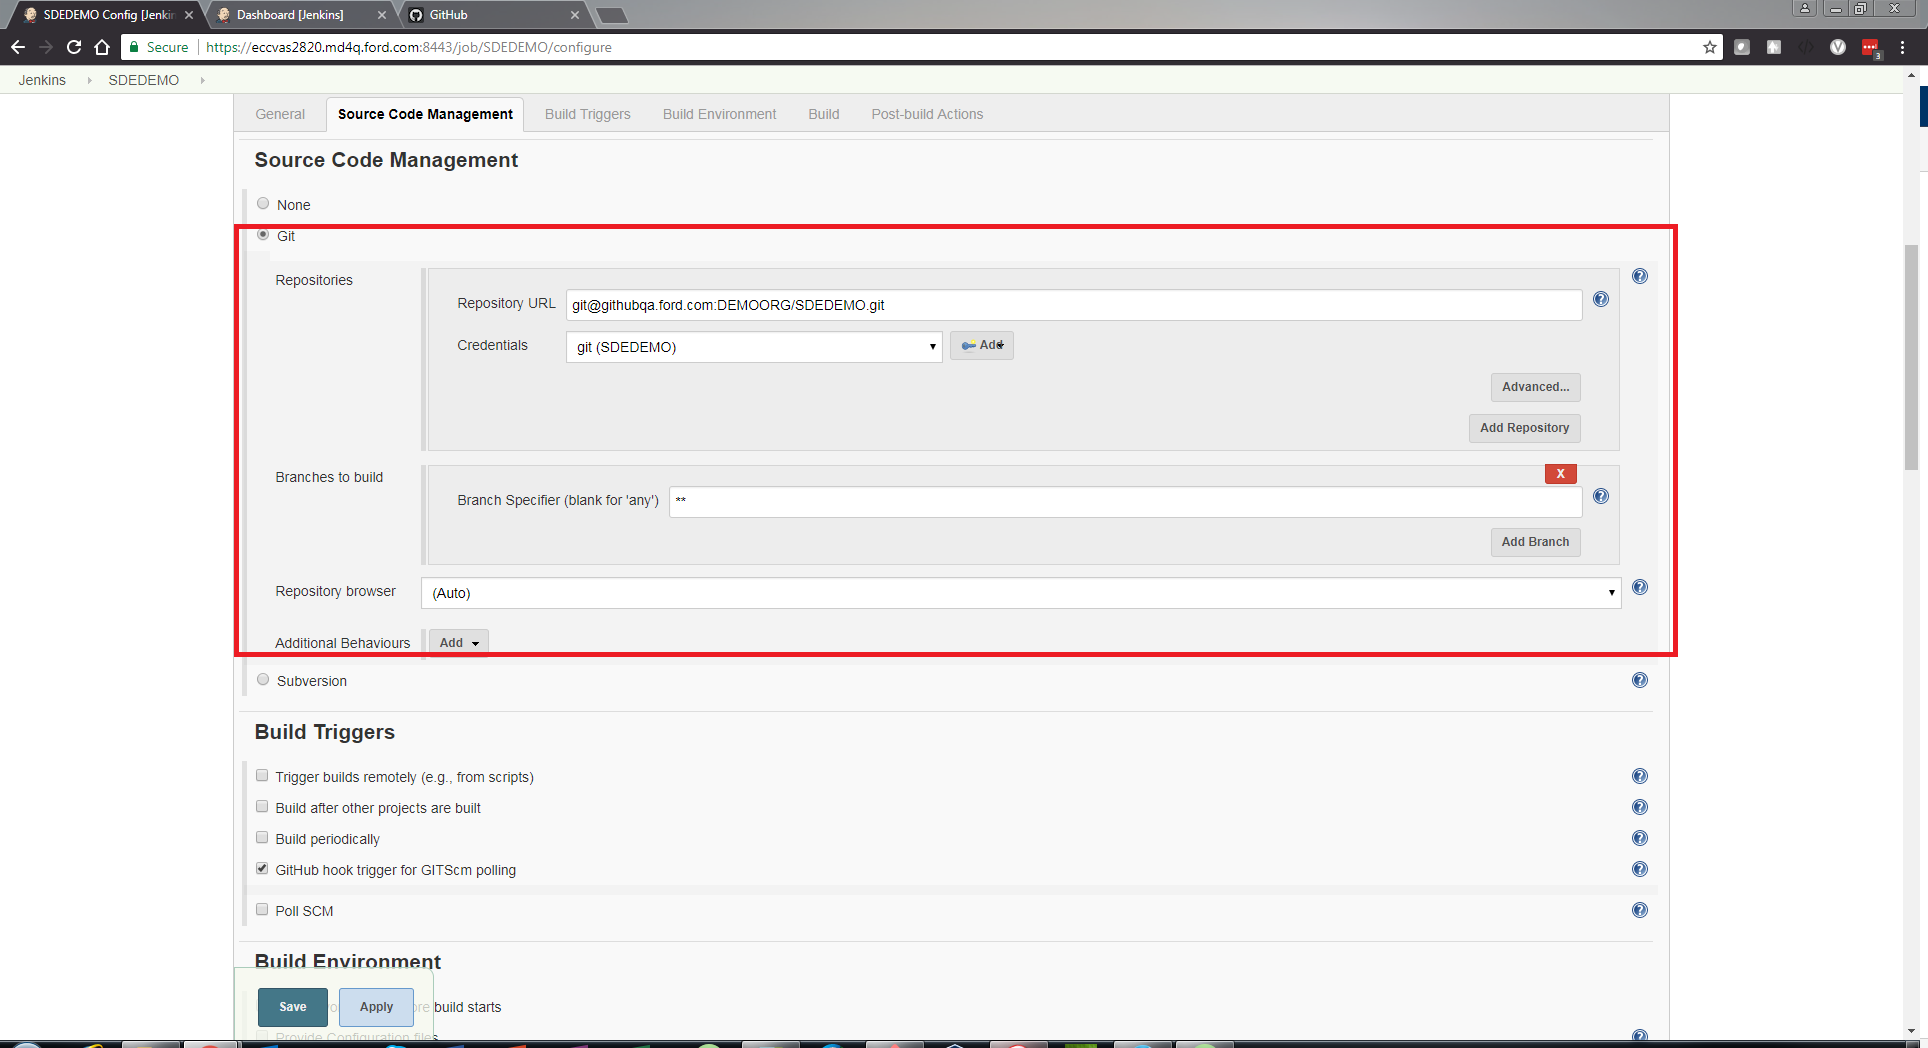 SDEDEMO Config [Jenkin
Dashboard [Jenkins]
GitHub
Secure
https://eccvas2820.md4q.ford.com:8443/job/SDEDEMO/configure
3
Jenkins
SDEDEMO
General
Source Code Management
Build Triggers
Build Environment
Build
Post-build Actions
Source Code Management
None
Git
Repositories
Repository URL
git@githubqa.ford.com:DEMOORG/SDEDEMO.git
Credentials
git (SDEDEMO)
Add
Advanced...
Add Repository
Branches to build
X
Branch Specifier (blank for 'any')
**
Add Branch
Repository browser
(Auto)
Additional Behaviours
Add
Subversion
Build Triggers
Trigger builds remotely (e.g., from scripts)
Build after other projects are built
Build periodically
GitHub hook trigger for GITScm polling
Poll SCM
Build Environment
Save
Apply
build starts
Provide Configuration files